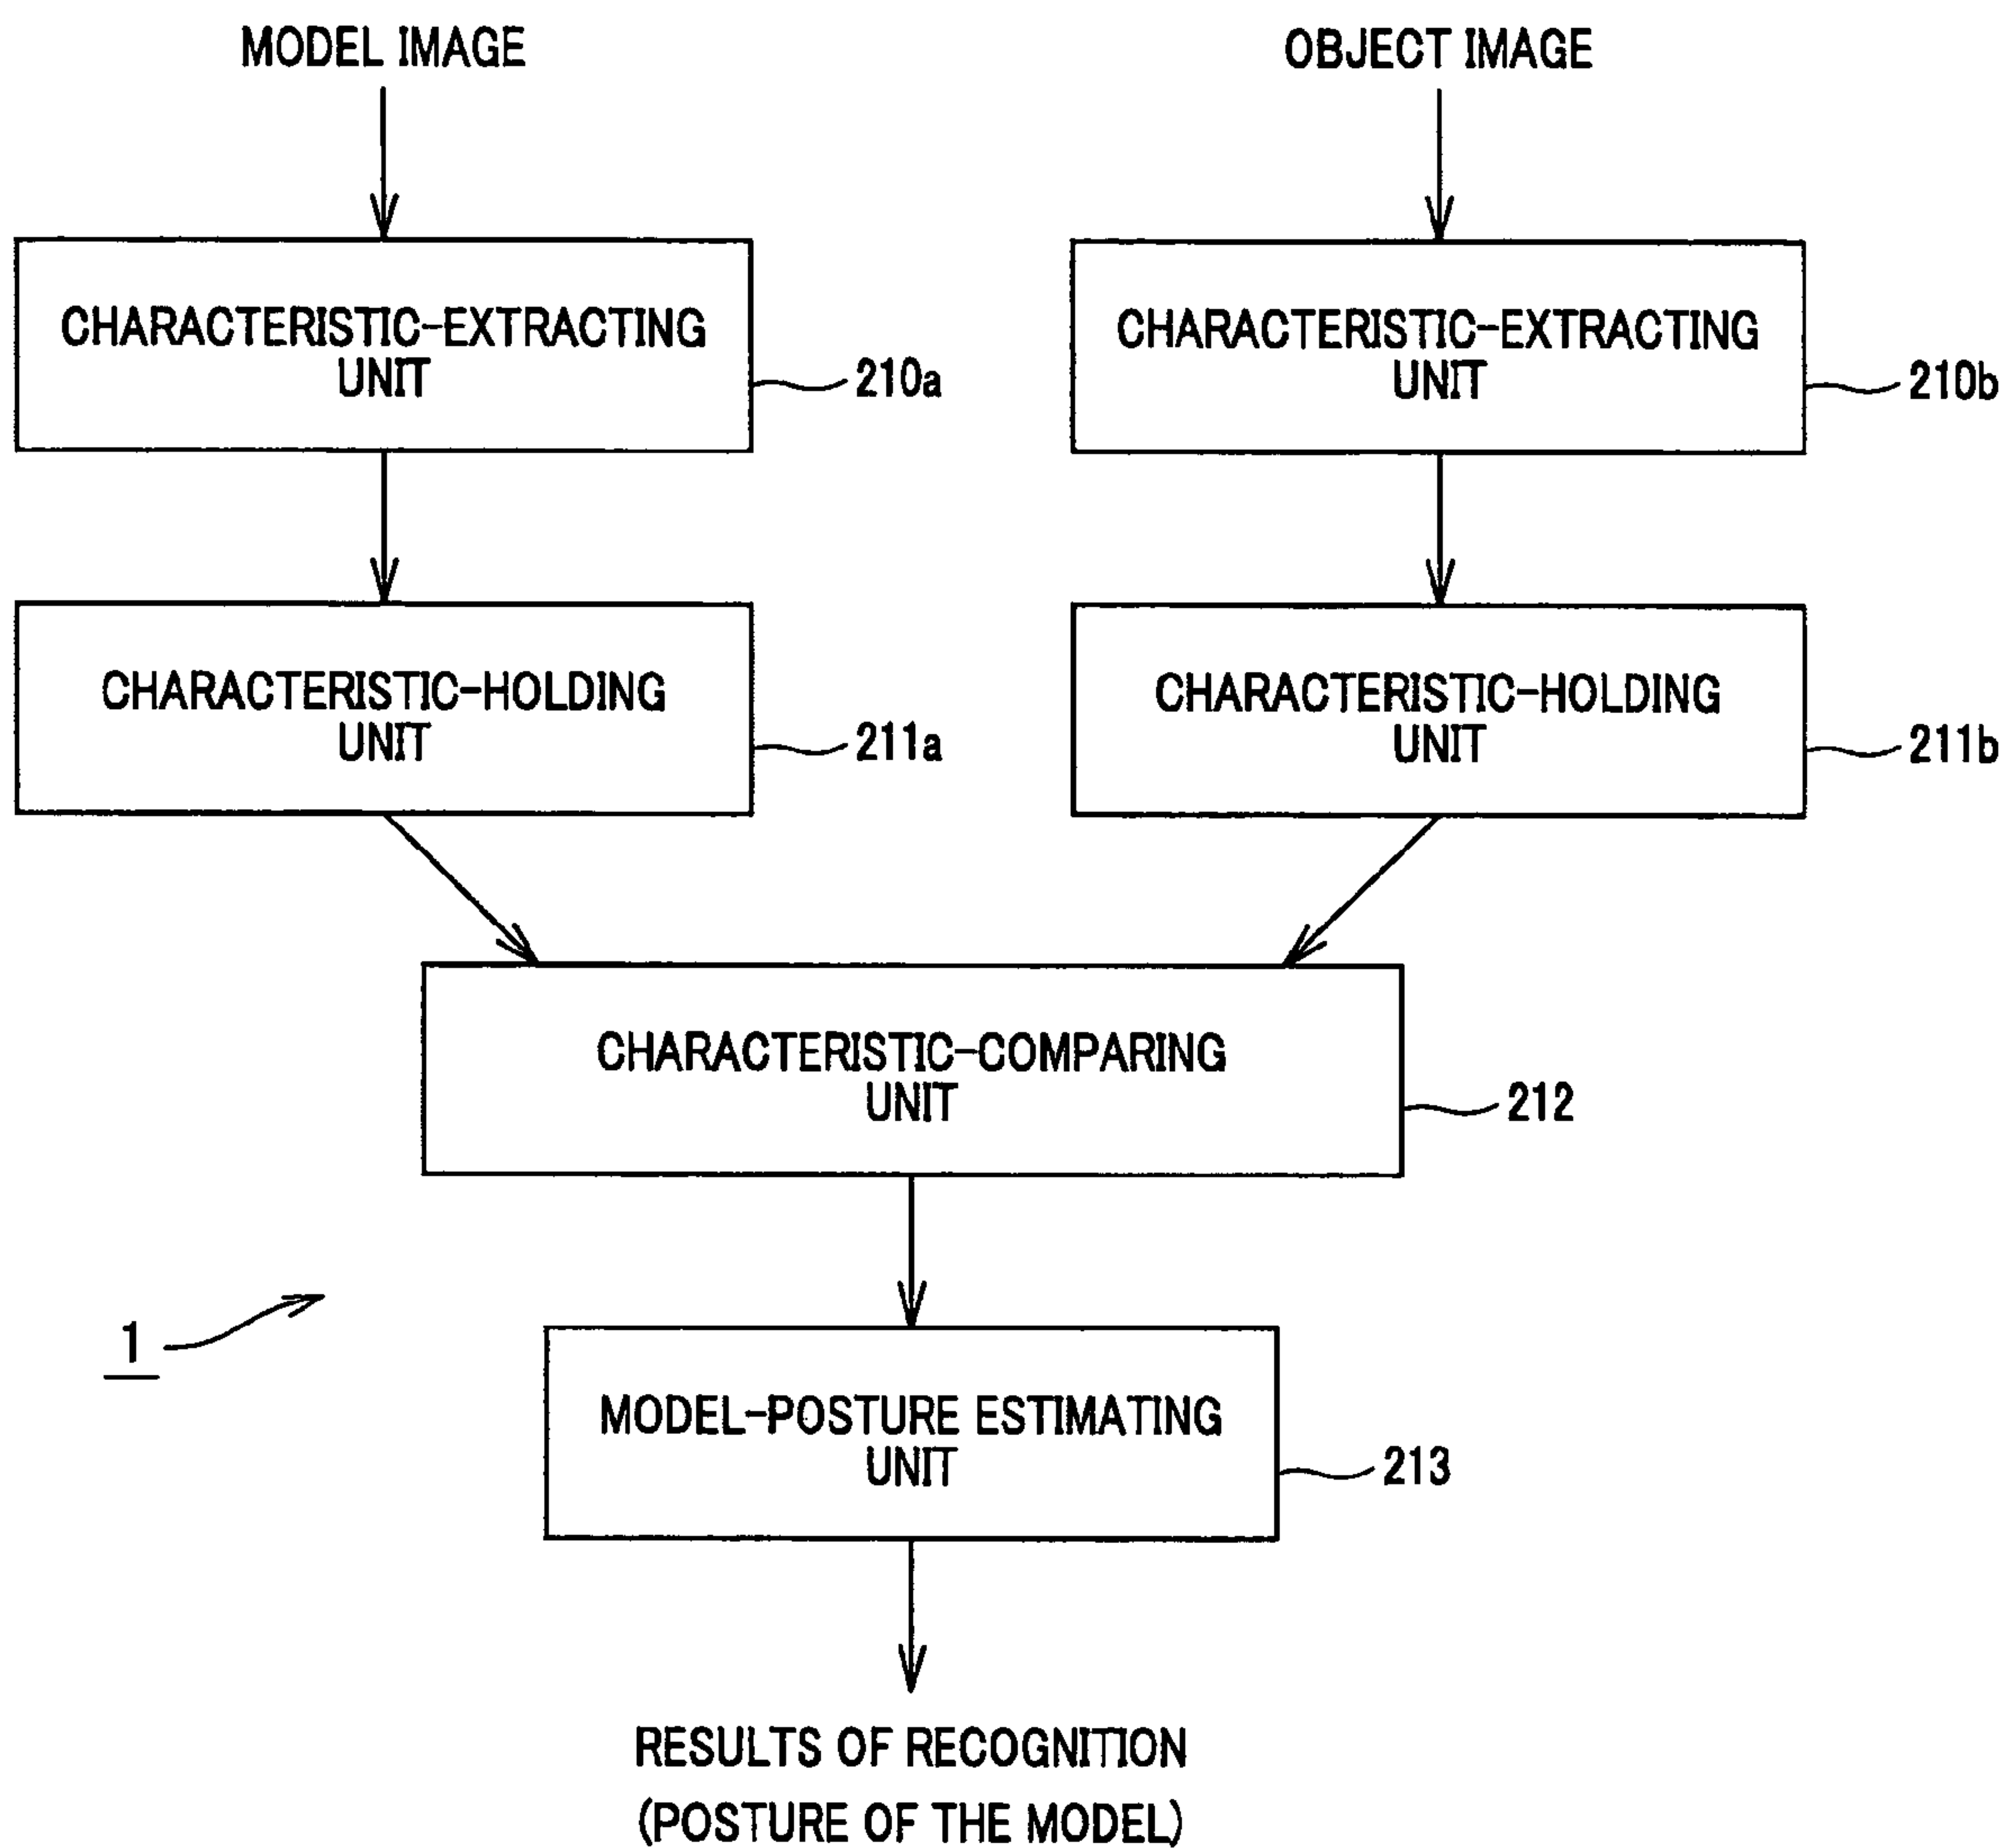 MODEL IMAGE
OBJECT IMAGE
CHARACTERISTIC-EXTRACTING
UNIT
210a
CHARACTERISTIC-EXTRACTING
UNIT
210b
CHARACTERISTIC-HOLDING
UNIT
211a
CHARACTERISTIC-HOLDING
UNIT
211b
CHARACTERISTIC-COMPARING
UNIT
212
1
MODEL-POSTURE ESTIMATING
UNIT
213
RESULTS OF RECOGNITION
(POSTURE OF THE MODEL)